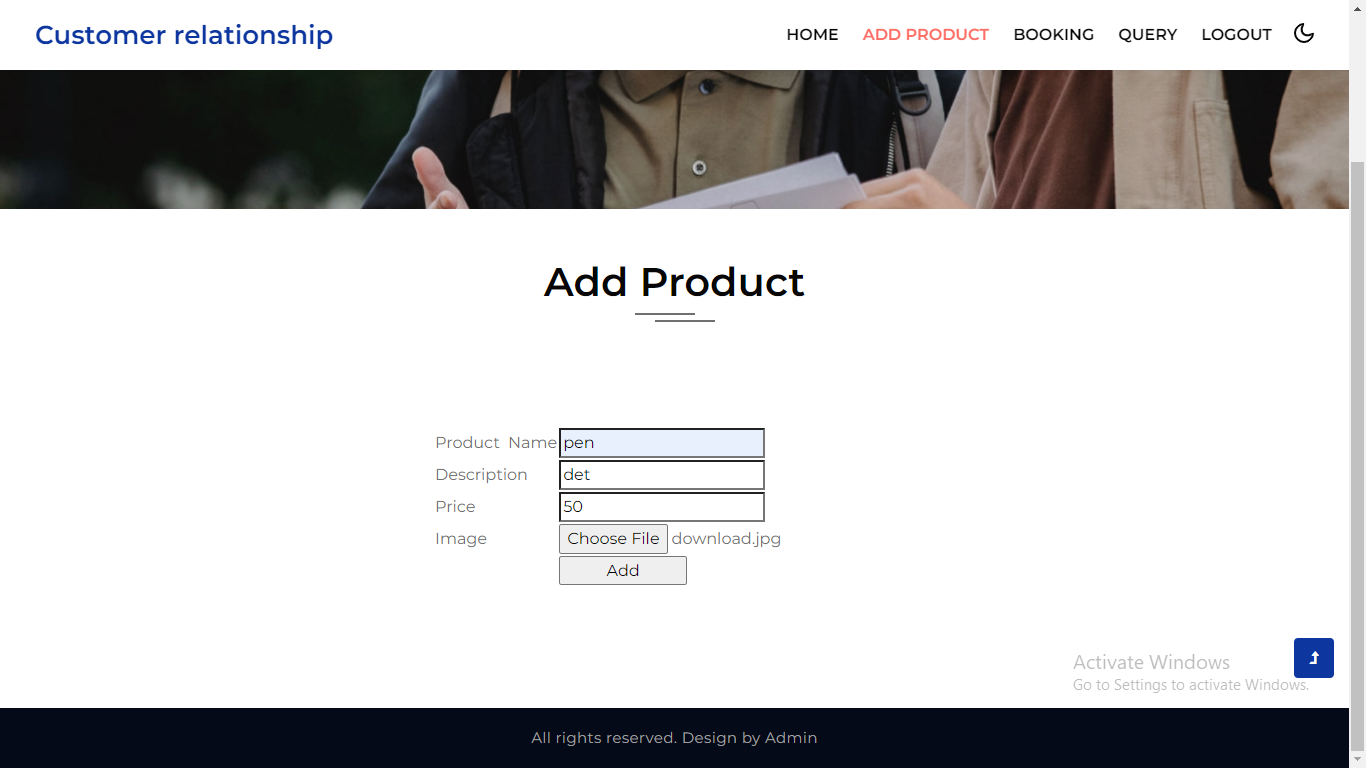 Customer relationship
HOME ADD PRODUCT BOOKING QUERY LOGOUT
Add Product
Product Name pen
Description det
Price 50
Image Choose File download.jpg
Add
Activate Windows
Go to Settings to activate Windows.
All rights reserved. Design by Admin